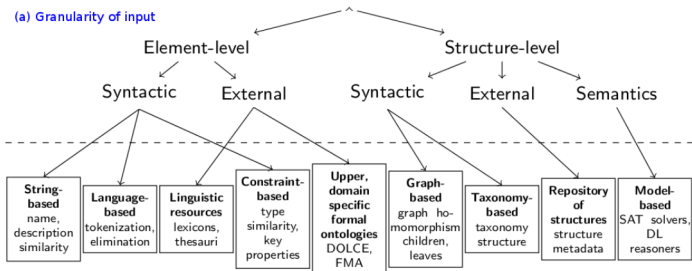 (a) Granularity of input
Element-level
Structure-level
Syntactic
External
Syntactic
External
Semantics
String-
based
name,
description
similarity
Language-
based
tokenization,
elimination
Linguistic
resources
lexicons,
thesauri
Constraint-
based
type
similarity,
key
properties
Upper,
domain
specific
formal
ontologies
DOLCE,
FMA
Graph-
based
graph ho-
momorphism
children,
leaves
Taxonomy-
based
taxonomy
structure
Repository
of
structures
structure
metadata
Model-
based
SAT solvers,
DL
reasoners